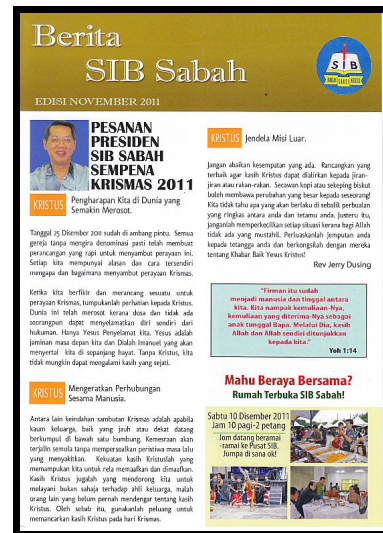 Berita
SIB Sabah
EDISI NOVEMBER 2011
SIB
PESANAN
PRESIDEN
SIB SABAH
SEMPENA
KRISMAS 2011
KRISTUS Pengharapan Kita di Dunia yang
Semakin Merosot.
Tanggal 25 Disember 2011 sudah di ambang pintu. Semua
gereja tanpa mengira denominasi pasti telah membuat
perancangan yang rapi untuk menyambut perayaan ini.
Setiap kita mempunyai alasan dan cara tersendiri
mengapa dan bagaimana menyambut perayaan Krismas.
Ketika kita berfikir dan merancang sesuatu untuk
perayaan Krismas, tumpukanlah perhatian kepada Kristus.
Dunia ini telah merosot kerana dosa dan tidak ada
seorangpun dapat menyelamatkan diri sendiri dari
hukuman. Hanya Yesus Penyelamat kita. Yesus adalah
jaminan masa depan kita dan Dialah Imanuel yang akan
menyertai kita di sepanjang hayat. Tanpa Kristus, kita
tidak mungkin dapat mengalami kasih yang sejati.
KRISTUS Mengeratkan Perhubungan
Sesama Manusia.
Antara lain keindahan sambutan Krismas adalah apabila
kaum keluarga, baik yang jauh atau dekat datang
berkumpul di bawah satu bumbung. Kemesraan akan
terjalin semula tanpa mempersoalkan peristiwa masa lalu
yang menyakitkan. Kekuatan kasih Kristuslah yang
memampukan kita untuk rela memaafkan dan dimaafkan.
Kasih Kristus jugalah yang mendorong kita untuk
melayani bukan sahaja terhadap ahli keluarga, malah
orang lain yang belum pernah mendengar tentang kasih
Kristus. Oleh sebab itu, gunakanlah peluang untuk
memancarkan kasih Kristus pada hari Krismas.
KRISTUS Jendela Misi Luar.
Jangan abaikan kesempatan yang ada. Rancangkan yang
terbaik agar kasih Kristus dapat dialirkan kepada jiran-
jiran atau rakan-rakan. Secawan kopi atau sekeping biskut
boleh membawa perubahan yang besar kepada seseorang!
Kita tidak tahu apa yang akan berlaku di sebalik perbualan
yang ringkas antara anda dan tetamu anda. Justeru itu,
janganlah memperkecilkan setiap situasi kerana bagi Allah
tidak ada yang mustahil. Perluaskanlah jemputan anda
kepada tetangga anda dan berkongsilah dengan mereka
tentang Khabar Baik Yesus Kristus!
Rev Jerry Dusing
"Firman itu sudah
menjadi manusia dan tinggal antara
kita. Kita nampak kemuliaan-Nya,
kemuliaan yang diterima-Nya sebagai
anak tunggal Bapa. Melalui Dia, kasih
Allah dan Allah sendiri ditunjukkan
kepada kita."
Yoh 1:14
Mahu Beraya Bersama?
Rumah Terbuka SIB Sabah!
Sabtu 10 Disember 2011
Jam 10 pagi-2 petang
Jom datang beramai
-ramai ke Pusat SIB.
Jumpa di sana ok!